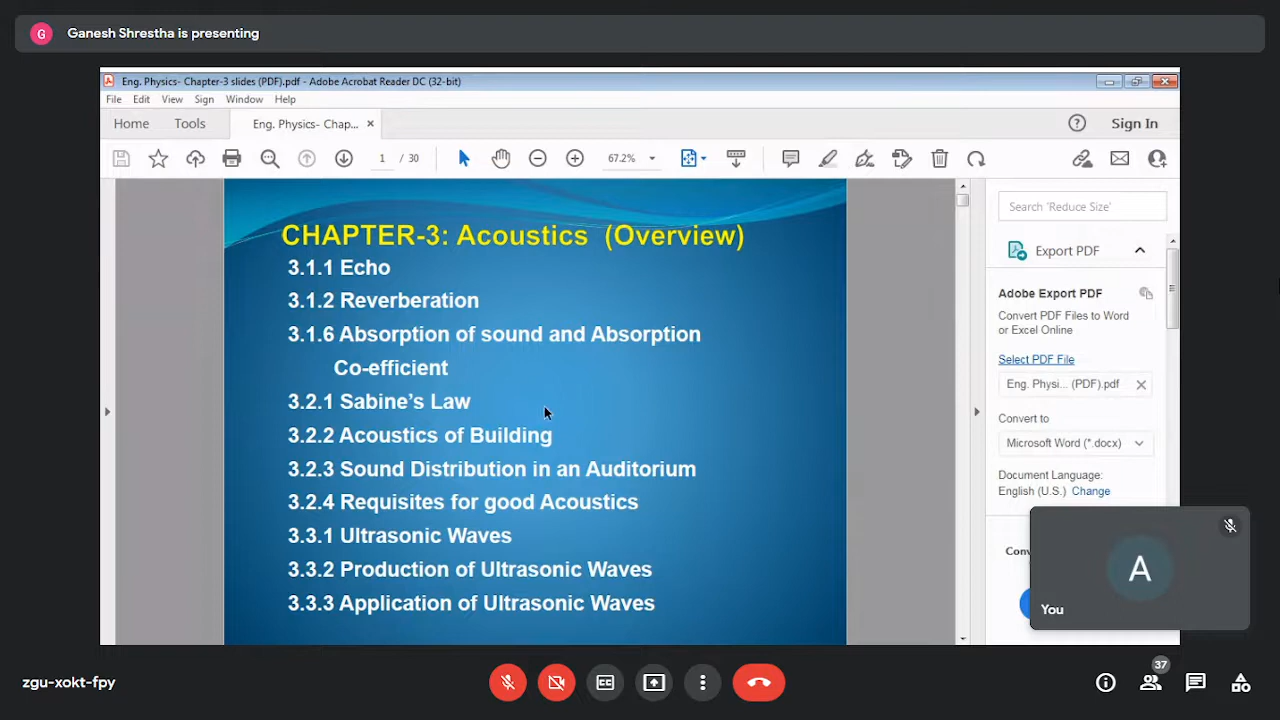 G Ganesh Shrestha is presenting
Eng. Physics- Chapter-3 slides (PDF).pdf - Adobe Acrobat Reader DC (32-bit)
File Edit View Sign Window Help
Home Tools Eng. Physics- Chap... Sign In
1 / 30 67.2%
CHAPTER-3: Acoustics (Overview)
3.1.1 Echo
3.1.2 Reverberation
3.1.6 Absorption of sound and Absorption
Co-efficient
3.2.1 Sabine's Law
3.2.2 Acoustics of Building
3.2.3 Sound Distribution in an Auditorium
3.2.4 Requisites for good Acoustics
3.3.1 Ultrasonic Waves
3.3.2 Production of Ultrasonic Waves
3.3.3 Application of Ultrasonic Waves
Search 'Reduce Size'
Export PDF
Adobe Export PDF
Convert PDF Files to Word
or Excel Online
Select PDF File
Eng. Physi... (PDF).pdf
Convert to
Microsoft Word (*.docx)
Document Language:
English (U.S.) Change
A
You
zgu-xokt-fpy
CC
37